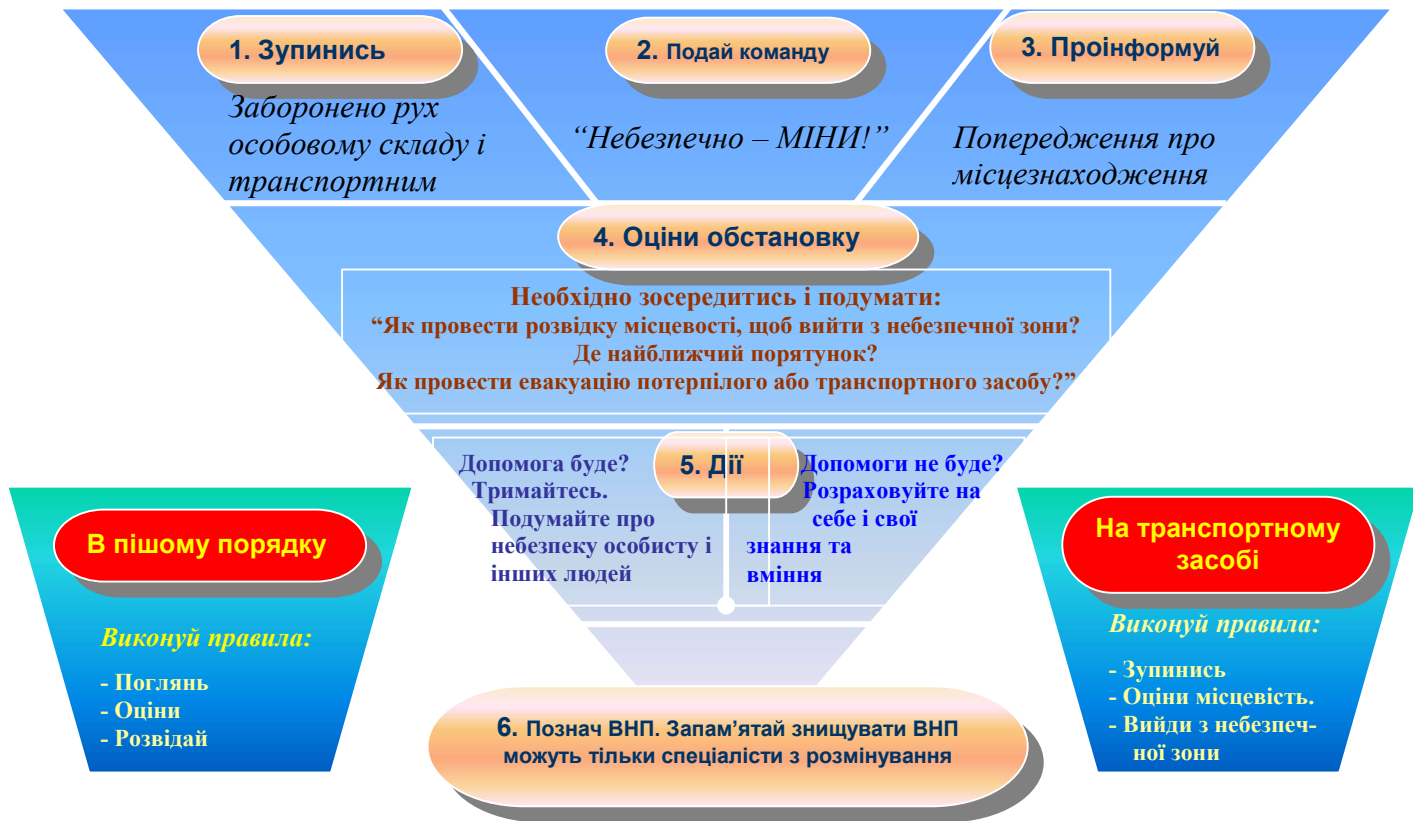 1. Зупинись
Заборонено рух
особовому складу і
транспортним
2. Подай команду
“Небезпечно – МІНИ!”
3. Проінформуй
Попередження про
місцезнаходження
4. Оціни обстановку
Необхідно зосередитись і подумати:
“Як провести розвідку місцевості, щоб вийти з небезпечної зони?
Де найближчий порятунок?
Як провести евакуацію потерпілого або транспортного засобу?”
5. Дії
Допомога буде?
Тримайтесь.
Подумайте про
небезпеку особисту і
інших людей
Допомоги не буде?
Розраховуйте на
себе і свої
знання та
вміння
В пішому порядку
Виконуй правила:
- Поглянь
- Оціни
- Розвідай
На транспортному
засобі
Виконуй правила:
- Зупинись
- Оціни місцевість.
- Вийди з небезпеч-
ної зони
6. Познач ВНП. Запам’ятай знищувати ВНП
можуть тільки спеціалісти з розмінування